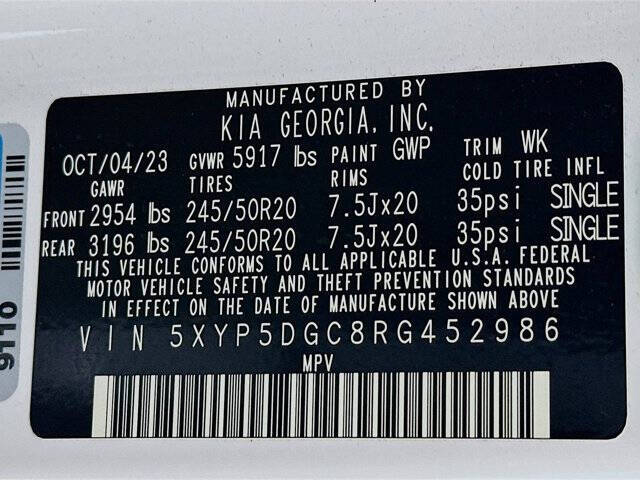 MANUFACTURED BY
KIA GEORGIA, INC.
OCT/04/23 GVWR 5917 lbs PAINT GWP TRIM WK
GAWR TIRES RIMS COLD TIRE INFL
FRONT 2954 lbs 245/50R20 7.5Jx20 35psi SINGLE
REAR 3196 lbs 245/50R20 7.5Jx20 35psi SINGLE
THIS VEHICLE CONFORMS TO ALL APPLICABLE U.S.A. FEDERAL
MOTOR VEHICLE SAFETY AND THEFT PREVENTION STANDARDS
IN EFFECT ON THE DATE OF MANUFACTURE SHOWN ABOVE
VIN 5XYP5DGC8RG452986
MPV
9110